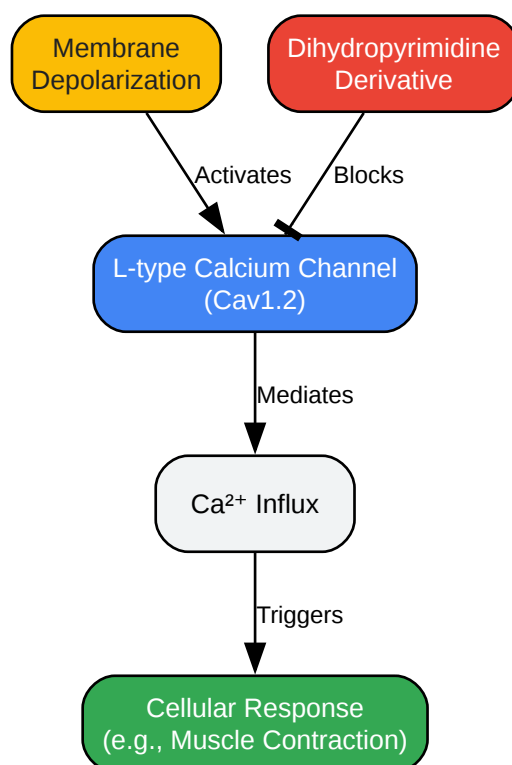 Membrane
Depolarization
Dihydropyrimidine
Derivative
Activates
Blocks
L-type Calcium Channel
(Cav1.2)
Mediates
Ca²⁺ Influx
Triggers
Cellular Response
(e.g., Muscle Contraction)